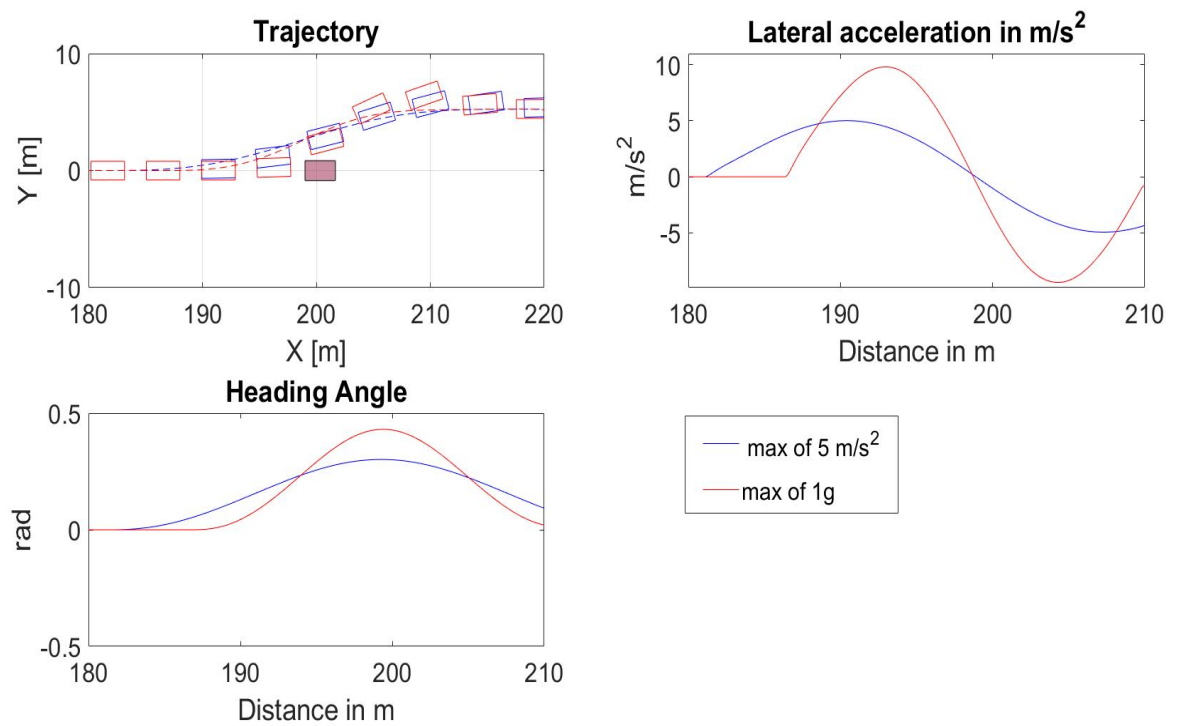 Trajectory
10
0
-10
Y [m]
180 190 200 210 220
X [m]
Lateral acceleration in m/s²
10
5
0
-5
m/s²
180 190 200 210
Distance in m
Heading Angle
0.5
0
-0.5
rad
180 190 200 210
Distance in m
max of 5 m/s²
max of 1g